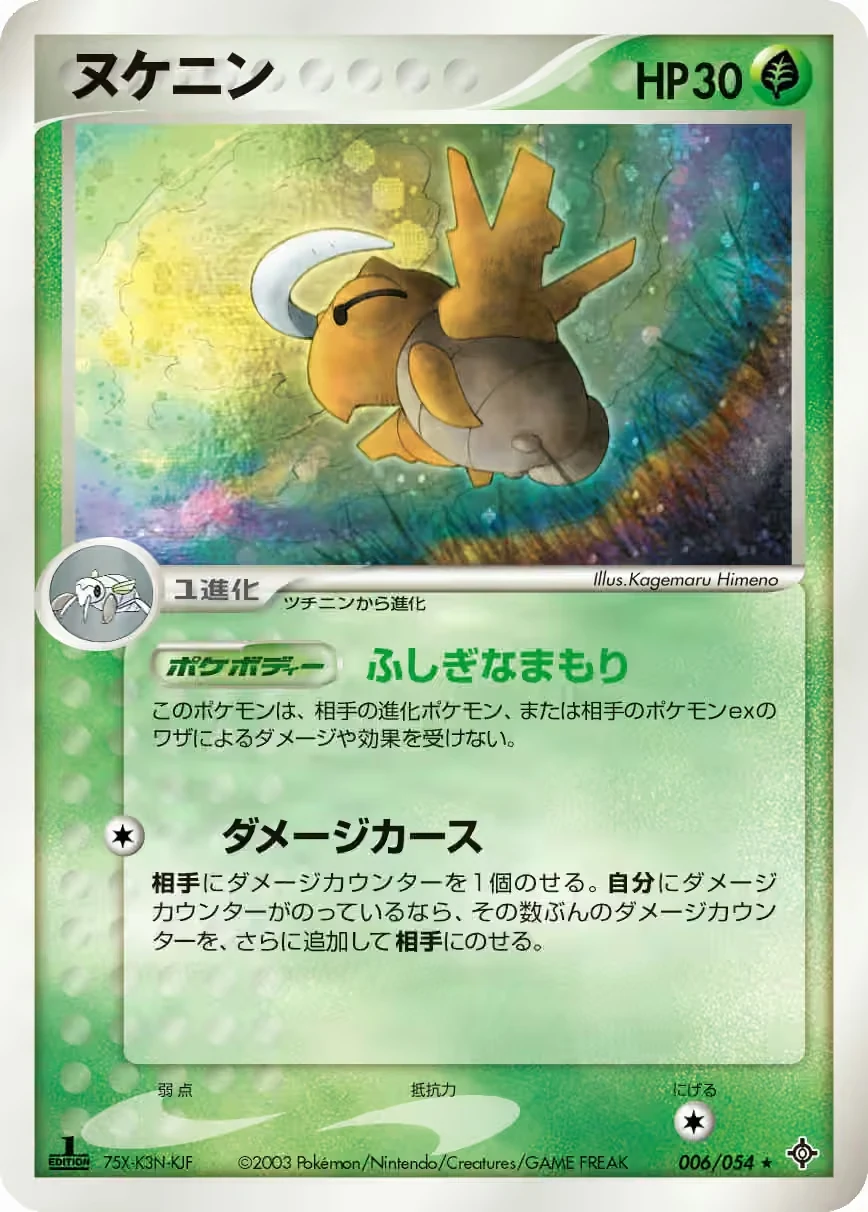 ヌケニン
HP30
Illus.Kagemaru Himeno
1進化
ツチニンから進化
ポケボディー ふしぎなまもり
このポケモンは、相手の進化ポケモン、または相手のポケモンexの
ワザによるダメージや効果を受けない。
ダメージカース
相手にダメージカウンターを1個のせる。自分にダメージ
カウンターがのっているなら、その数ぶんのダメージカウン
ターを、さらに追加して相手にのせる。
弱点 抵抗力 にげる
1 EDITION 75X-K3N-KJF ©2003 Pokémon/Nintendo/Creatures/GAME FREAK 006/054 ★